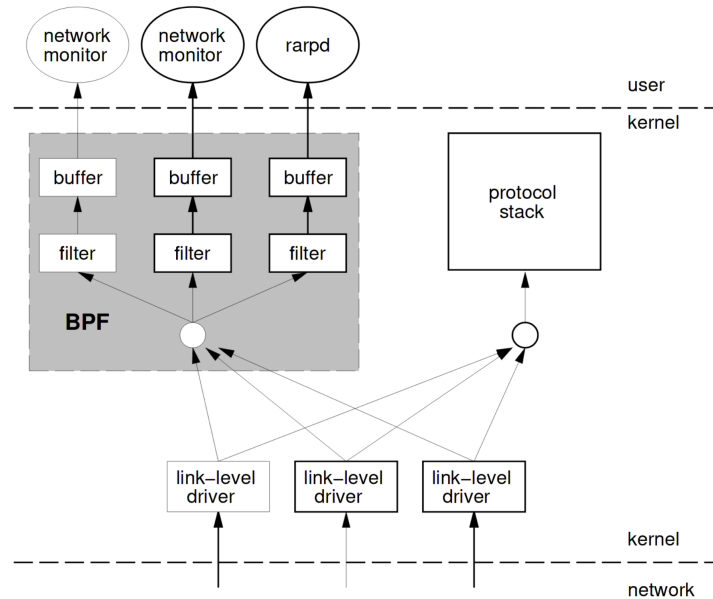 network
monitor
network
monitor
rarpd
user
kernel
buffer
buffer
buffer
protocol
stack
filter
filter
filter
BPF
link–level
driver
link–level
driver
link–level
driver
kernel
network